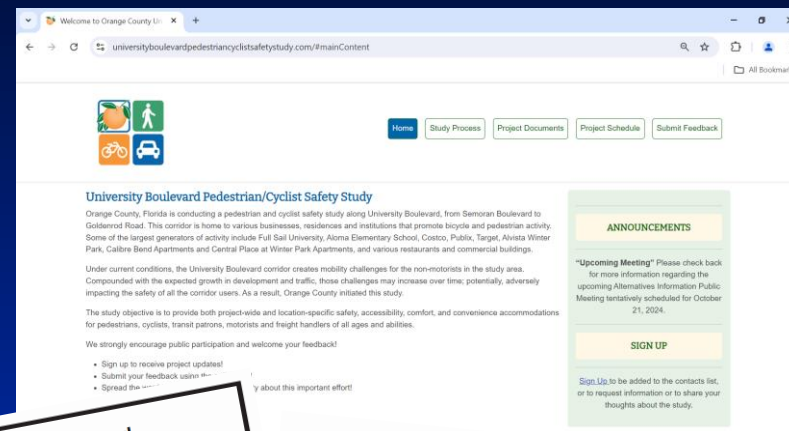 Welcome to Orange County Un
universityboulevardpedestriancyclistsafetystudy.com/#mainContent
All Bookmar
Home
Study Process
Project Documents
Project Schedule
Submit Feedback
University Boulevard Pedestrian/Cyclist Safety Study
Orange County, Florida is conducting a pedestrian and cyclist safety study along University Boulevard, from Semoran Boulevard to
Goldenrod Road. This corridor is home to various businesses, residences and institutions that promote bicycle and pedestrian activity.
Some of the largest generators of activity include Full Sail University, Aloma Elementary School, Costco, Publix, Target, Alvista Winter
Park, Calibre Bend Apartments and Central Place at Winter Park Apartments, and various restaurants and commercial buildings.
Under current conditions, the University Boulevard corridor creates mobility challenges for the non-motorists in the study area.
Compounded with the expected growth in development and traffic, those challenges may increase over time; potentially, adversely
impacting the safety of all the corridor users. As a result, Orange County initiated this study.
The study objective is to provide both project-wide and location-specific safety, accessibility, comfort, and convenience accommodations
for pedestrians, cyclists, transit patrons, motorists and freight handlers of all ages and abilities.
We strongly encourage public participation and welcome your feedback!
• Sign up to receive project updates!
• Submit your feedback using the
• Spread the
y about this important effort!
ANNOUNCEMENTS
"Upcoming Meeting" Please check back
for more information regarding the
upcoming Alternatives Information Public
Meeting tentatively scheduled for October
21, 2024.
SIGN UP
Sign Up to be added to the contacts list,
or to request information or to share your
thoughts about the study.